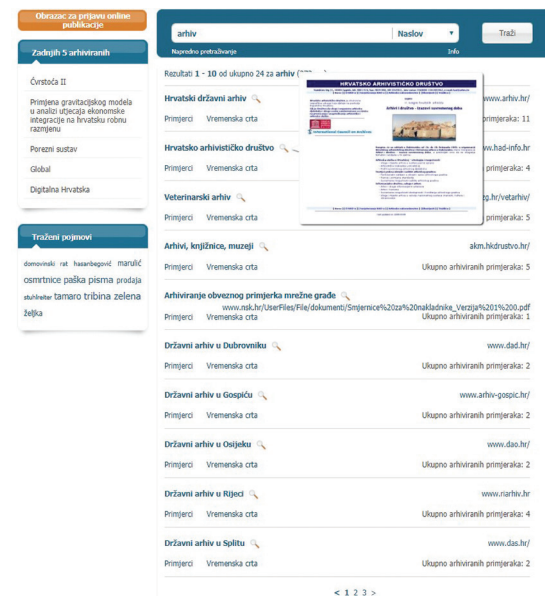 Obrazac za prijavu online
publikacije
Zadnjih 5 arhiviranih
Čvrstoća II
Primjena gravitacijskog modela
u analizi utjecaja ekonomske
integracije na hrvatsku robnu
razmjenu
Porezni sustav
Global
Digitalna Hrvatska
Traženi pojmovi
domovinski rat hasanbegović marulić
osmrtnice paška pisma prodaja
stuhlreiter tamaro tribina zelena
željka
arhiv Naslov Traži
Napredno pretraživanje Info
Rezultati 1 - 10 od ukupno 24 za arhiv
HRVATSKO ARHIVISTIČKO DRUŠTVO
Hrvatski državni arhiv www.arhiv.hr/
Primjerci Vremenska crta primjeraka: 11
Hrvatsko arhivističko društvo www.had-info.hr
Primjerci Vremenska crta primjeraka: 4
Veterinarski arhiv zg.hr/vetarhiv/
Primjerci Vremenska crta primjeraka: 5
Arhivi, knjižnice, muzeji akm.hkdrustvo.hr/
Primjerci Vremenska crta Ukupno arhiviranih primjeraka: 5
Arhiviranje obveznog primjerka mrežne građe
www.nsk.hr/UserFiles/File/dokumenti/Smjernice%20za%20nakladnike_Verzija%201%200.pdf
Primjerci Vremenska crta Ukupno arhiviranih primjeraka: 1
Državni arhiv u Dubrovniku www.dad.hr/
Primjerci Vremenska crta Ukupno arhiviranih primjeraka: 2
Državni arhiv u Gospiću www.arhiv-gospic.hr/
Primjerci Vremenska crta Ukupno arhiviranih primjeraka: 2
Državni arhiv u Osijeku www.dao.hr/
Primjerci Vremenska crta Ukupno arhiviranih primjeraka: 2
Državni arhiv u Rijeci www.riarhiv.hr
Primjerci Vremenska crta Ukupno arhiviranih primjeraka: 4
Državni arhiv u Splitu www.das.hr/
Primjerci Vremenska crta Ukupno arhiviranih primjeraka: 2
< 1 2 3 >